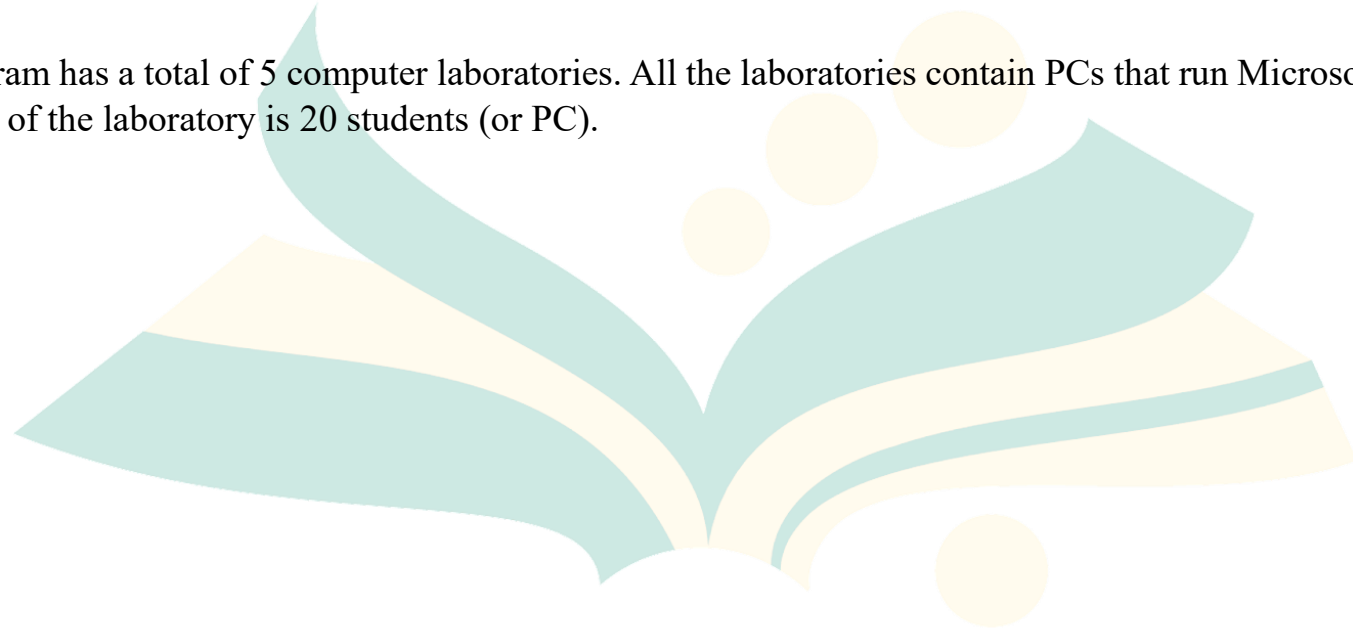 ram has a total of 5 computer laboratories. All the laboratories contain PCs that run Microso
of the laboratory is 20 students (or PC).